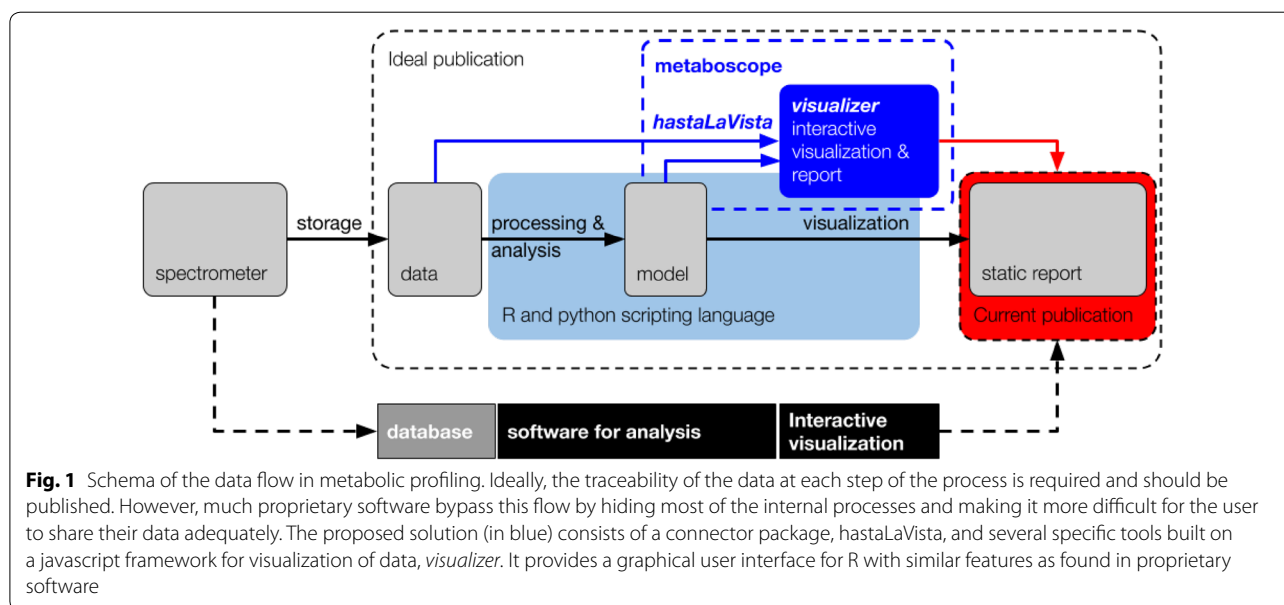 Ideal publication
metaboscope
hastaLaVista
visualizer
interactive
visualization &
report
storage
processing &
analysis
visualization
spectrometer
data
model
static report
R and python scripting language
Current publication
database
software for analysis
Interactive
visualization
Fig. 1 Schema of the data flow in metabolic profiling. Ideally, the traceability of the data at each step of the process is required and should be
published. However, much proprietary software bypass this flow by hiding most of the internal processes and making it more difficult for the user
to share their data adequately. The proposed solution (in blue) consists of a connector package, hastaLaVista, and several specific tools built on
a javascript framework for visualization of data, visualizer. It provides a graphical user interface for R with similar features as found in proprietary
software